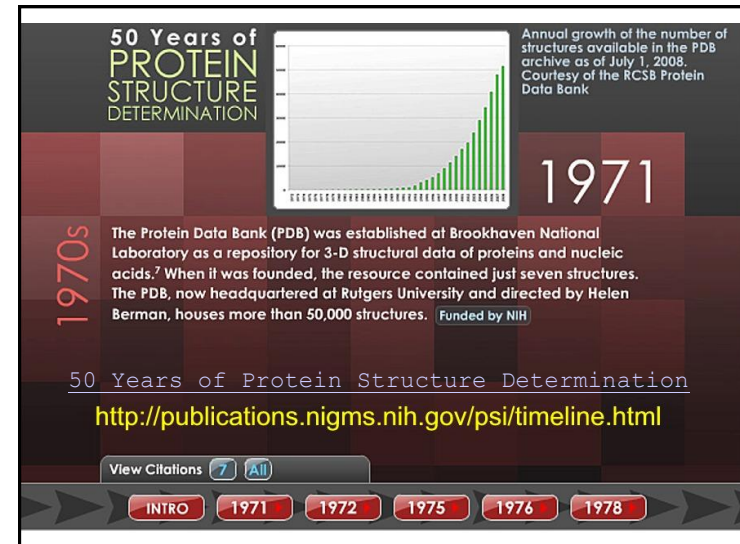 50 Years of
PROTEIN
STRUCTURE
DETERMINATION
Annual growth of the number of
structures available in the PDB
archive as of July 1, 2008.
Courtesy of the RCSB Protein
Data Bank
1971
1970s
The Protein Data Bank (PDB) was established at Brookhaven National
Laboratory as a repository for 3-D structural data of proteins and nucleic
acids.7 When it was founded, the resource contained just seven structures.
The PDB, now headquartered at Rutgers University and directed by Helen
Berman, houses more than 50,000 structures. Funded by NIH
50 Years of Protein Structure Determination
http://publications.nigms.nih.gov/psi/timeline.html
View Citations 7 All
INTRO 1971 1972 1975 1976 1978